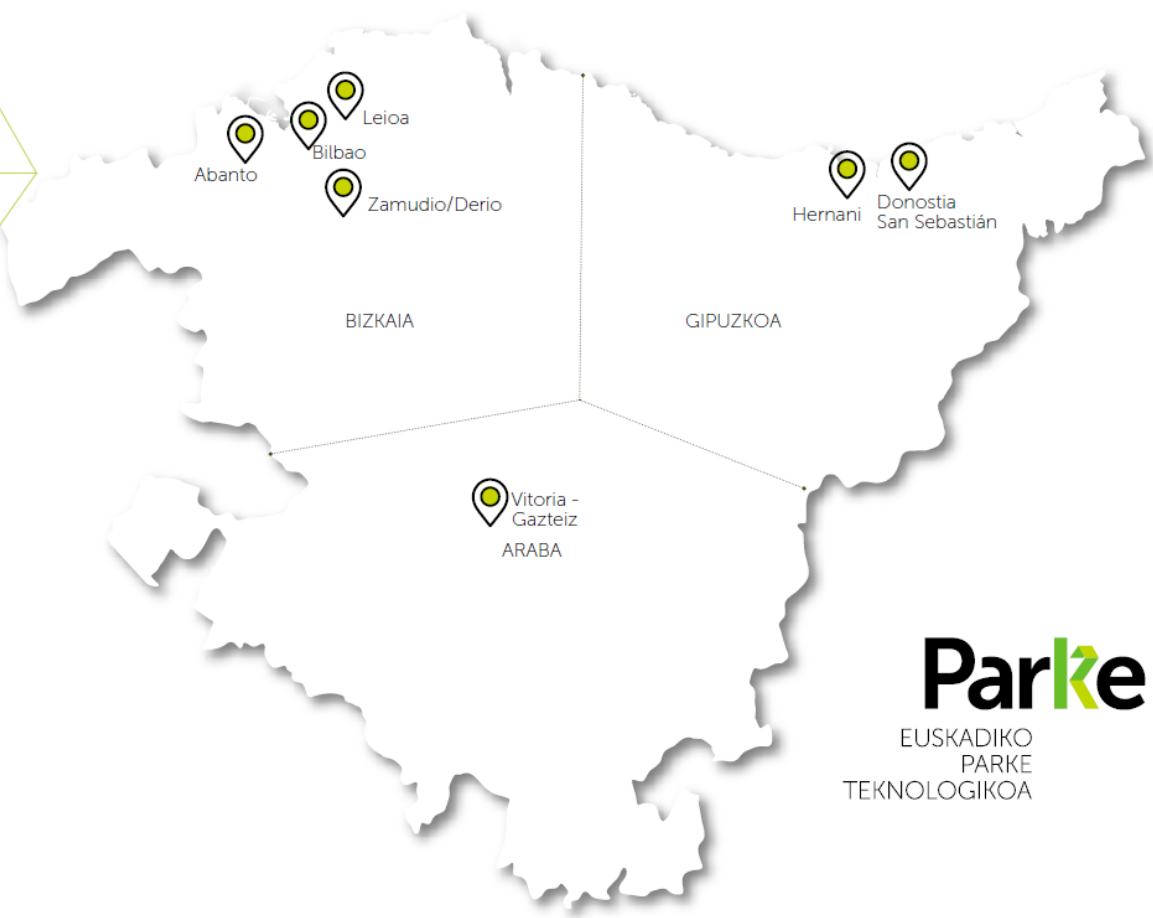 Leioa
Bilbao
Abanto
Zamudio/Derio
Hernani
Donostia
San Sebastián
BIZKAIA
GIPUZKOA
Vitoria -
Gazteiz
ARABA
Parke
EUSKADIKO
PARKE
TEKNOLOGIKOA